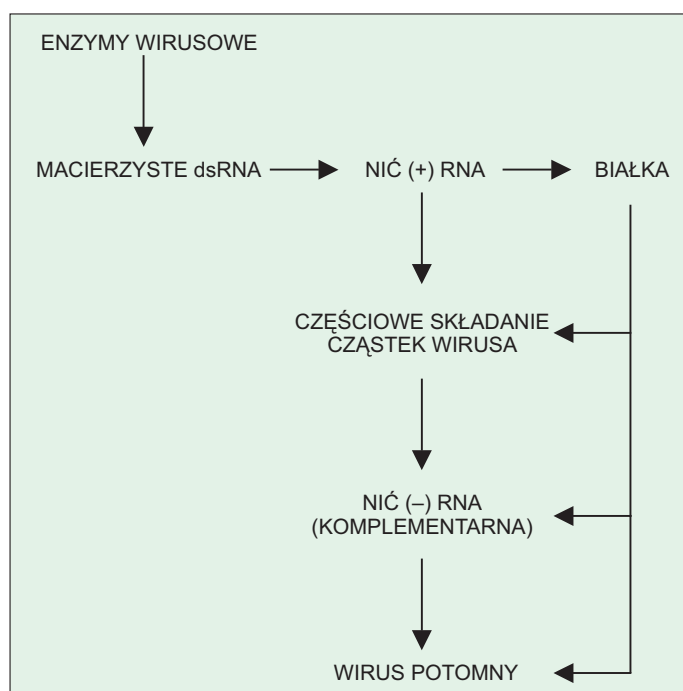 ENZYMY WIRUSOWE
MACIERZYSTE dsRNA
NIĆ (+) RNA
BIAŁKA
CZĘŚCIOWE SKŁADANIE
CZĄSTEK WIRUSA
NIĆ (–) RNA
(KOMPLEMENTARNA)
WIRUS POTOMNY